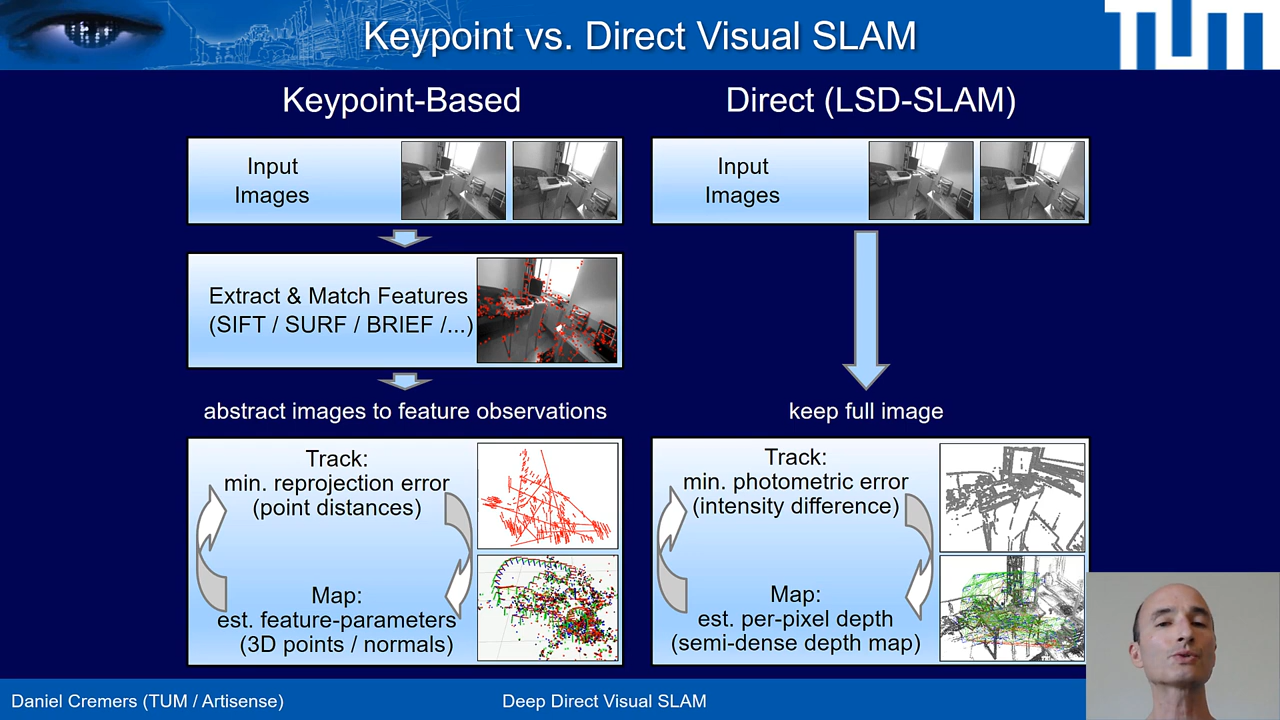 Keypoint vs. Direct Visual SLAM
TUM
Keypoint-Based
Input
Images
Extract & Match Features
(SIFT / SURF / BRIEF /...)
abstract images to feature observations
Track:
min. reprojection error
(point distances)
Map:
est. feature-parameters
(3D points / normals)
Direct (LSD-SLAM)
Input
Images
keep full image
Track:
min. photometric error
(intensity difference)
Map:
est. per-pixel depth
(semi-dense depth map)
Daniel Cremers (TUM / Artisense)
Deep Direct Visual SLAM